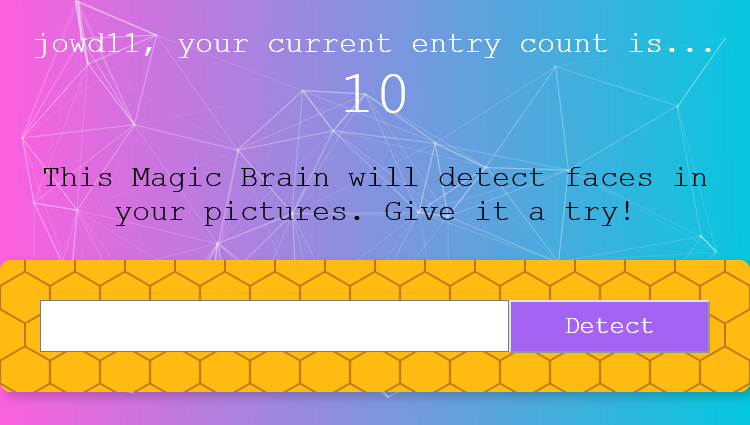 jowd11, your current entry count is...
10
This Magic Brain will detect faces in
your pictures. Give it a try!
Detect